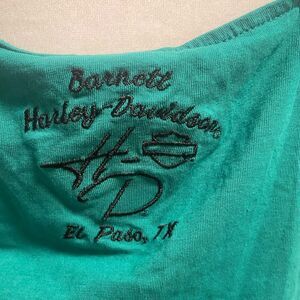 Barnett
Harley-Davidson
H-D
El Paso, TX